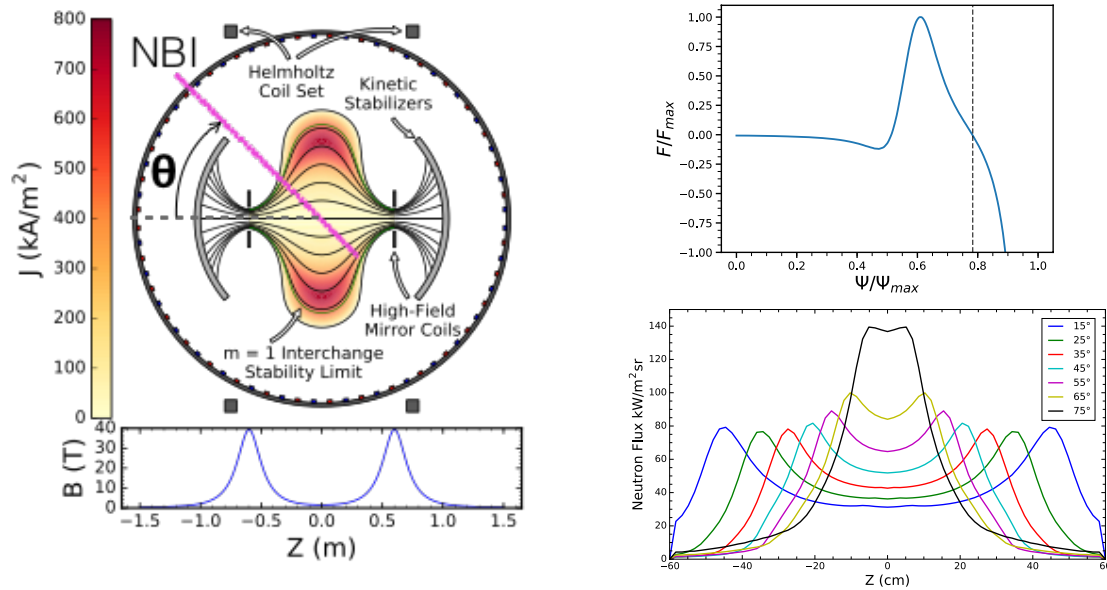 800
700
600
500
400
300
200
100
0
J (kA/m²)
NBI
θ
Helmholtz
Coil Set
Kinetic
Stabilizers
High-Field
Mirror Coils
m = 1 Interchange
Stability Limit
40
30
20
10
0
B (T)
−1.5 −1.0 −0.5 0.0 0.5 1.0 1.5
Z (m)
1.00
0.75
0.50
0.25
0.00
−0.25
−0.50
−0.75
−1.00
F/Fmax
0.0 0.2 0.4 0.6 0.8 1.0
Ψ/Ψmax
140
120
100
80
60
40
20
0
Neutron Flux kW/m²sr
15°
25°
35°
45°
55°
65°
75°
−60 −40 −20 0 20 40 60
Z (cm)